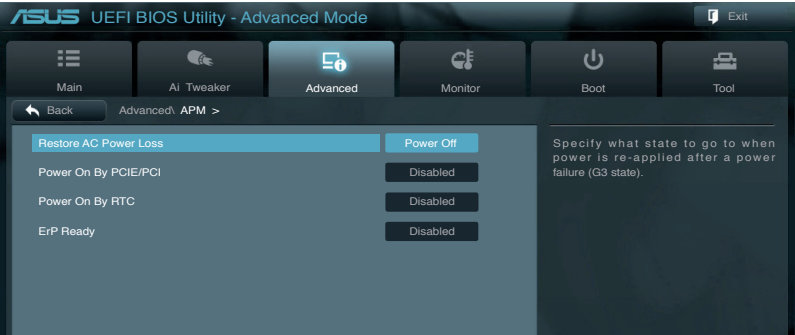 ASUS UEFI BIOS Utility - Advanced Mode
Exit
Main
Ai Tweaker
Advanced
Monitor
Boot
Tool
Back
Advanced\ APM >
Restore AC Power Loss Power Off
Power On By PCIE/PCI Disabled
Power On By RTC Disabled
ErP Ready Disabled
Specify what state to go to when
power is re-applied after a power
failure (G3 state).